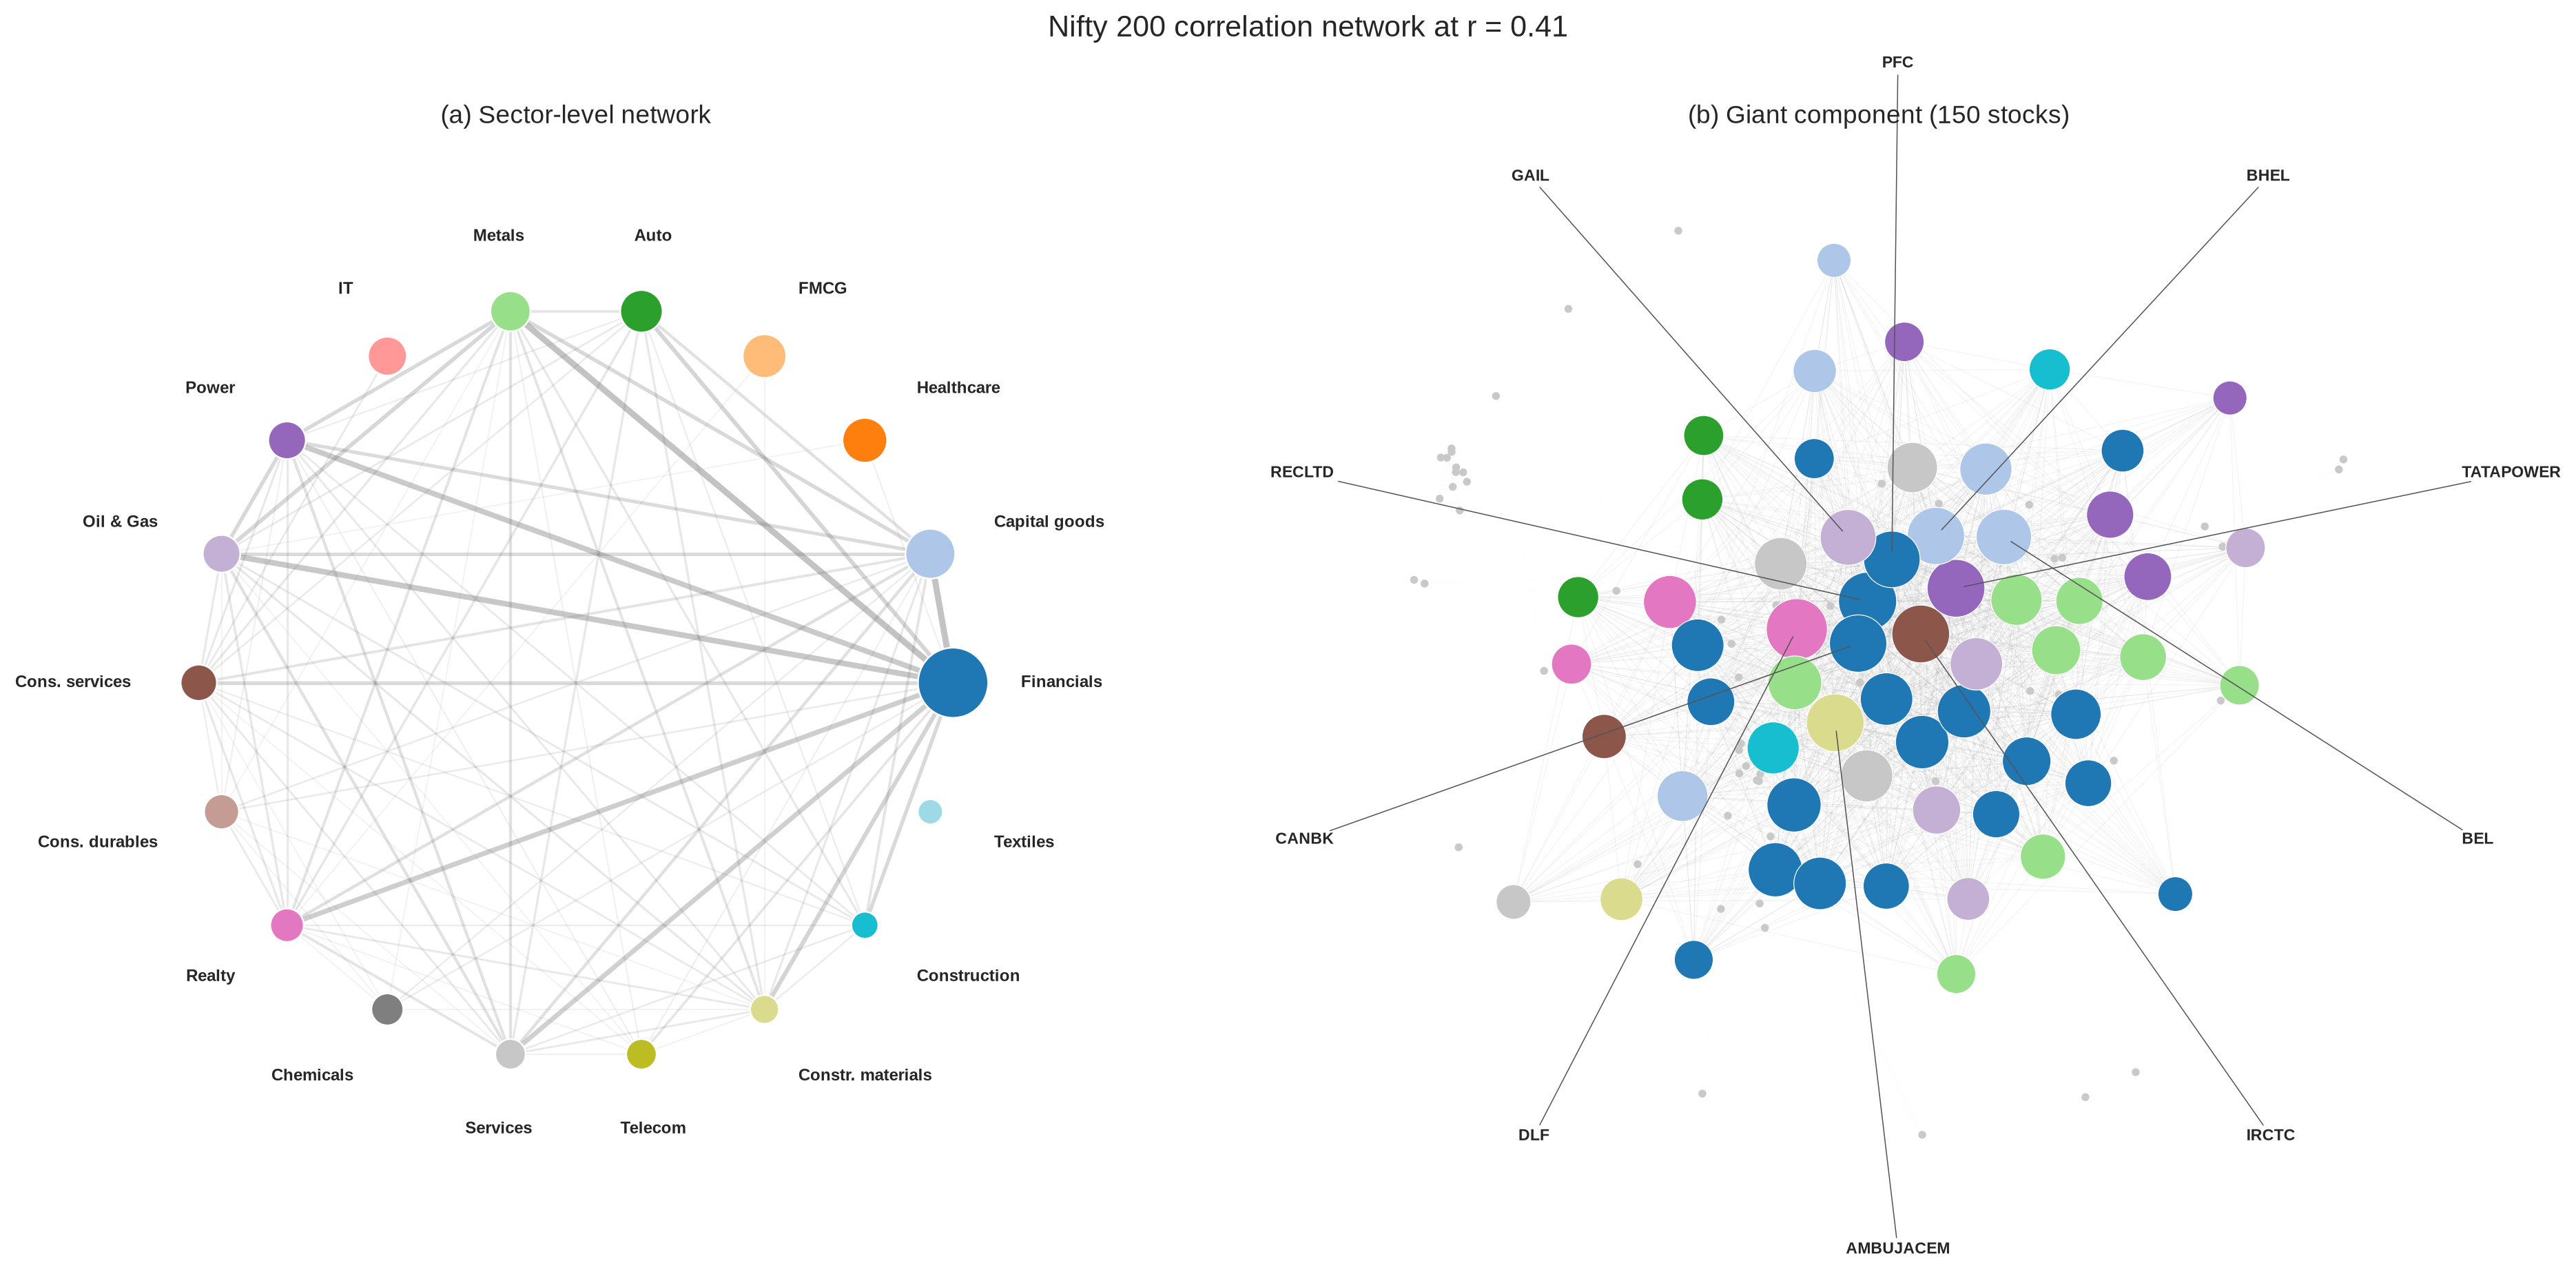 Nifty 200 correlation network at r = 0.41
(a) Sector-level network
Metals
Auto
IT
FMCG
Power
Healthcare
Oil & Gas
Capital goods
Cons. services
Financials
Cons. durables
Textiles
Realty
Construction
Chemicals
Constr. materials
Services
Telecom
(b) Giant component (150 stocks)
PFC
GAIL
BHEL
RECLTD
TATAPOWER
CANBK
BEL
DLF
IRCTC
AMBUJACEM